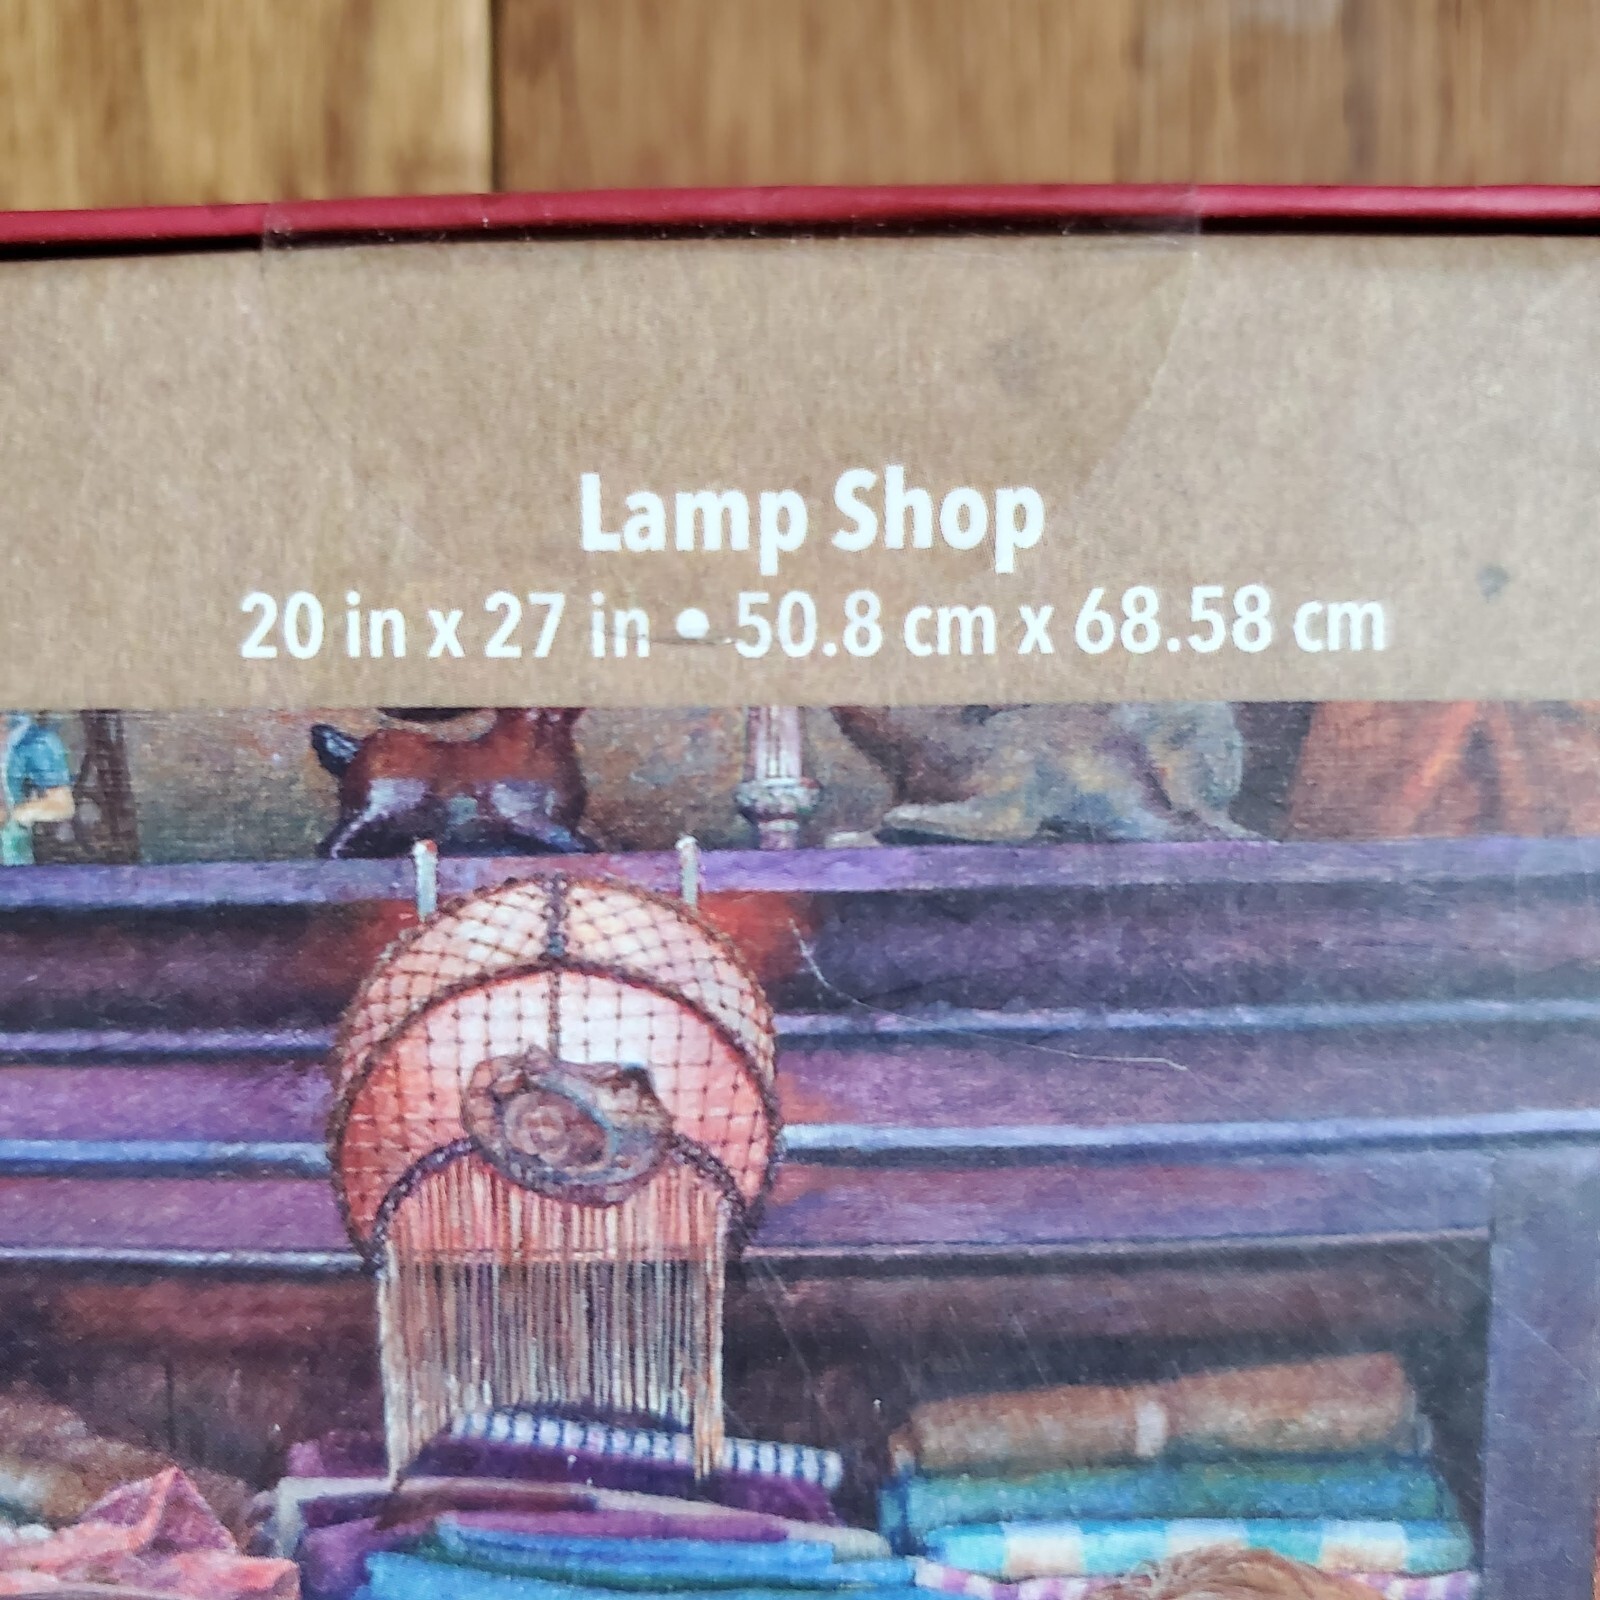 Lamp Shop
20 in x 27 in • 50.8 cm x 68.58 cm